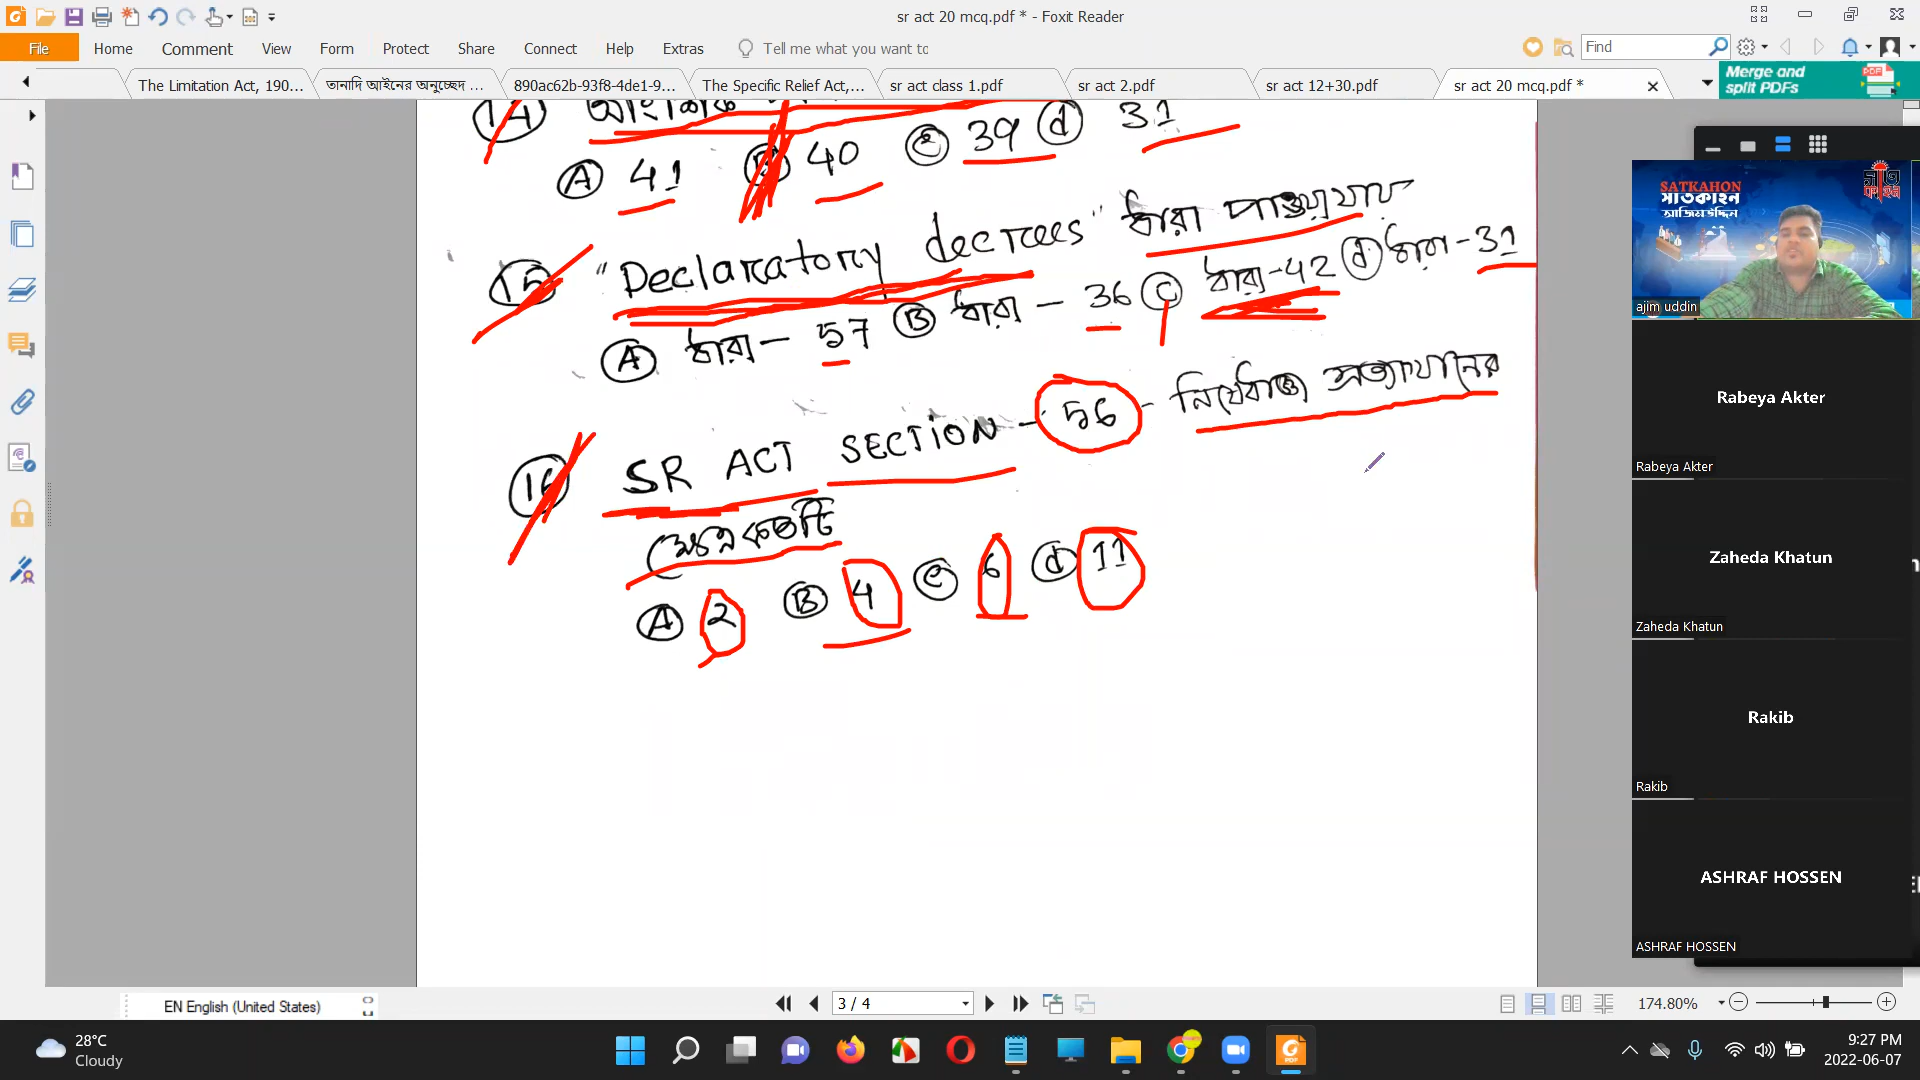 sr act 20 mcq.pdf * - Foxit Reader
File Home Comment View Form Protect Share Connect Help Extras Tell me what you want to Find
The Limitation Act, 190... তানাদি আইনের অনুচ্ছেদ ... 890ac62b-93f8-4de1-9... The Specific Relief Act,... sr act class 1.pdf sr act 2.pdf sr act 12+30.pdf sr act 20 mcq.pdf *
Merge and
split PDFs
14
A 41 40 39 d 31
15 "Declaratory decrees" ধারা পাওয়া যায়
A ধারা - 57 B ধারা - 36 C ধারা - 42 d ধারা - 31
16 SR ACT SECTION - 56 - নিষেধাজ্ঞা প্রত্যাখানের
ক্ষেত্র কতটি
A 2 B 4 C 6 d 11
SATKAHON
সাতকাহন
আজিম উদ্দিন
ajim uddin
Rabeya Akter
Rabeya Akter
Zaheda Khatun
Zaheda Khatun
Rakib
Rakib
ASHRAF HOSSEN
ASHRAF HOSSEN
EN English (United States)
3 / 4
174.80%
28°C
Cloudy
9:27 PM
2022-06-07